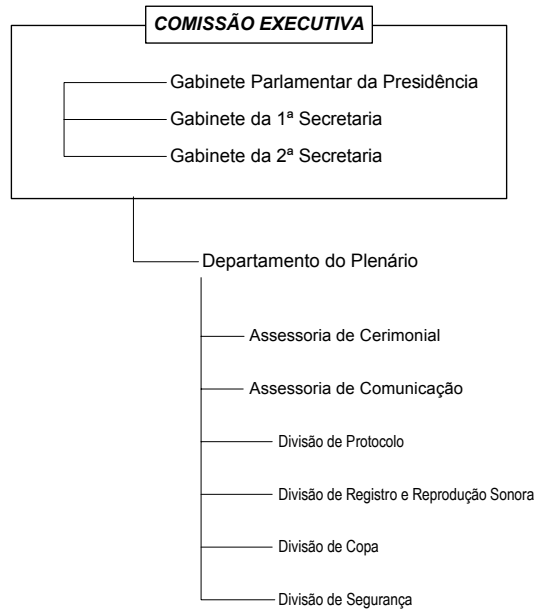 COMISSÃO EXECUTIVA
Gabinete Parlamentar da Presidência
Gabinete da 1ª Secretaria
Gabinete da 2ª Secretaria
Departamento do Plenário
Assessoria de Cerimonial
Assessoria de Comunicação
Divisão de Protocolo
Divisão de Registro e Reprodução Sonora
Divisão de Copa
Divisão de Segurança